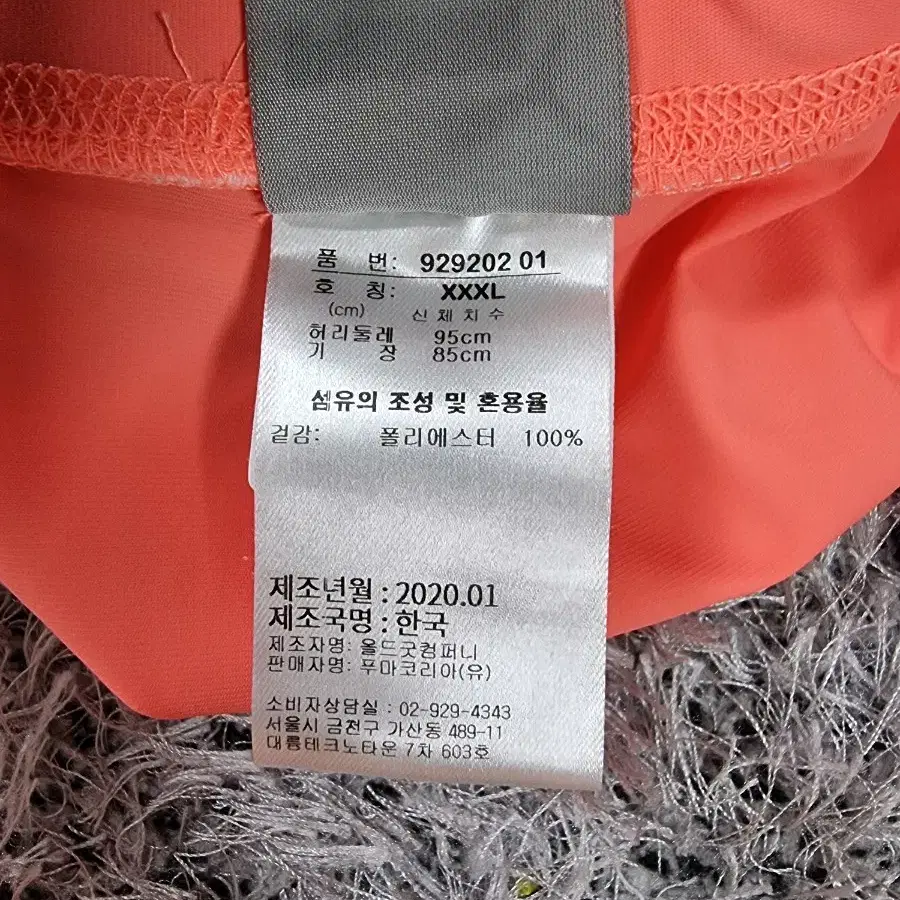 품 번: 929202 01
호 칭: XXXL
(cm) 신체치수
허리둘레 95cm
기 장 85cm
섬유의 조성 및 혼용율
겉감: 폴리에스터 100%
제조년월 : 2020.01
제조국명 : 한국
제조자명: 올드굿컴퍼니
판매자명: 푸마코리아(유)
소비자상담실 : 02-929-4343
서울시 금천구 가산동 489-11
대륭테크노타운 7차 603호